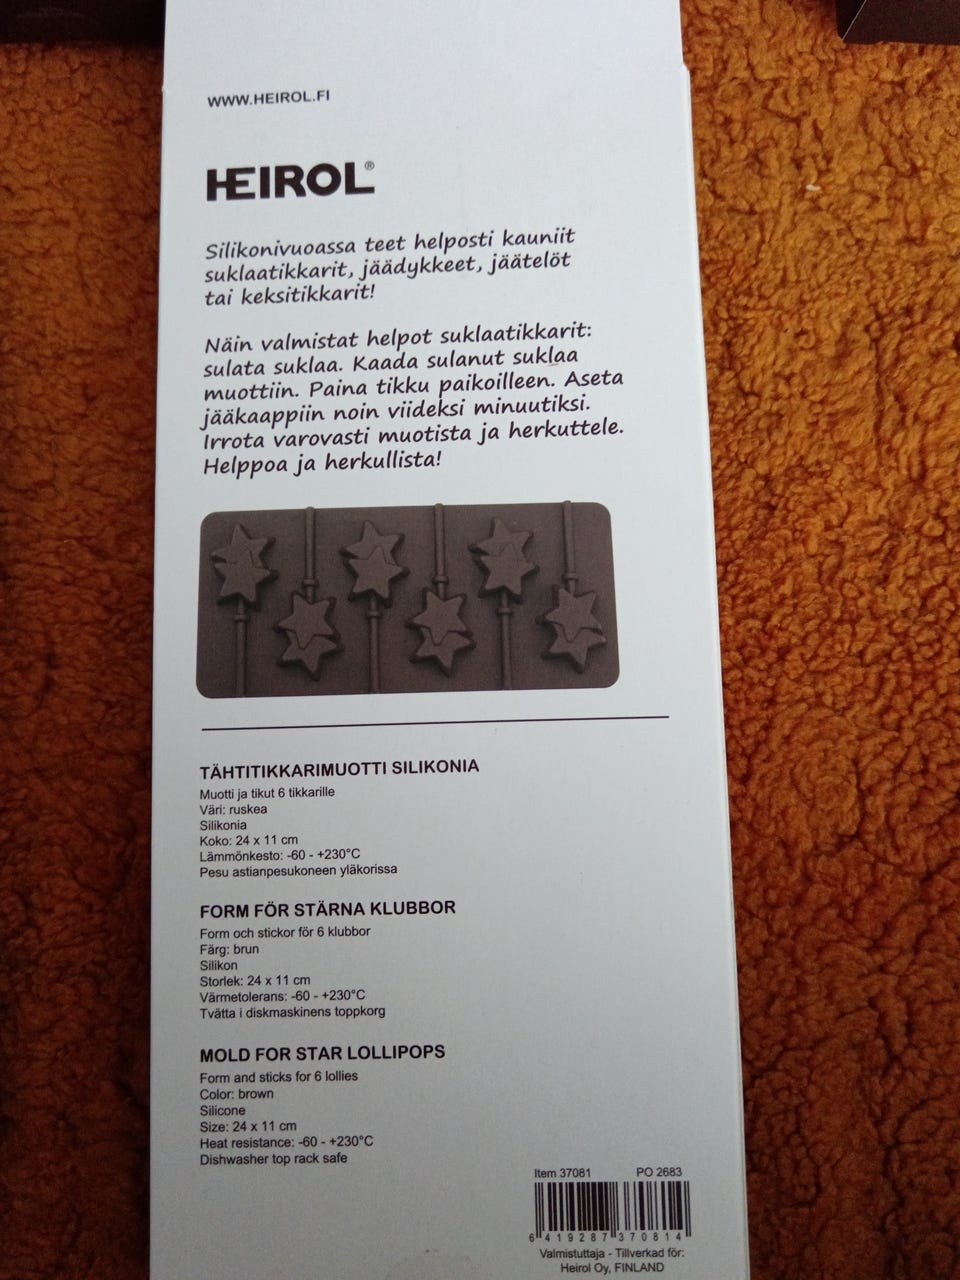 WWW.HEIROL.FI
HEIROL®
Silikonivuoassa teet helposti kauniit
suklaatikkarit, jäädykkeet, jäätelöt
tai keksitikkarit!
Näin valmistat helpot suklaatikkarit:
sulata suklaa. Kaada sulanut suklaa
muottiin. Paina tikku paikoilleen. Aseta
jääkaappiin noin viideksi minuutiksi.
Irrota varovasti muotista ja herkuttele.
Helppoa ja herkullista!
TÄHTITIKKARIMUOTTI SILIKONIA
Muotti ja tikut 6 tikkarille
Väri: ruskea
Silikonia
Koko: 24 x 11 cm
Lämmönkesto: -60 - +230°C
Pesu astianpesukoneen yläkorissa
FORM FÖR STÄRNA KLUBBOR
Form och stickor för 6 klubbor
Färg: brun
Silikon
Storlek: 24 x 11 cm
Värmetolerans: -60 - +230°C
Tvätta i diskmaskinens toppkorg
MOLD FOR STAR LOLLIPOPS
Form and sticks for 6 lollies
Color: brown
Silicone
Size: 24 x 11 cm
Heat resistance: -60 - +230°C
Dishwasher top rack safe
Item 37081 PO 2683
6 419287 370814
Valmistuttaja - Tillverkad för:
Heirol Oy, FINLAND